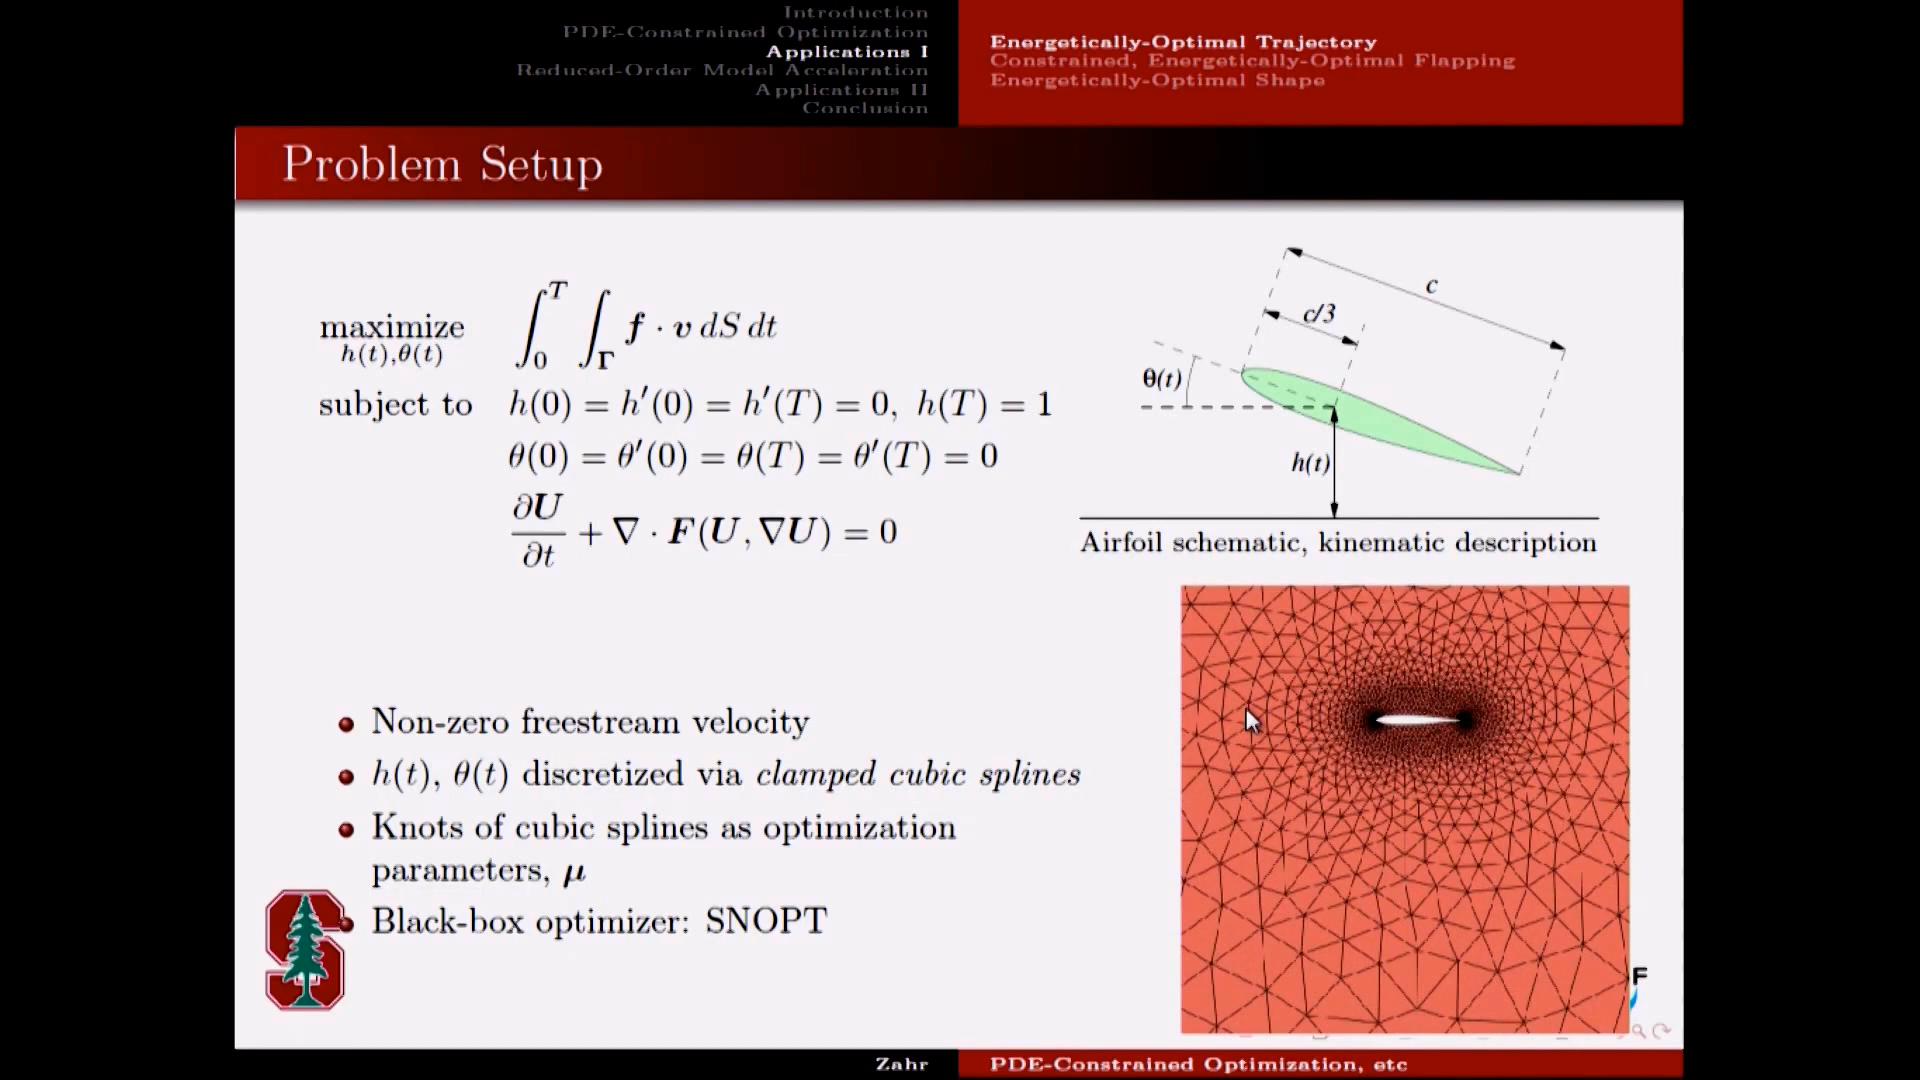 Introduction
PDE-Constrained Optimization
Applications I
Reduced-Order Model Acceleration
Applications II
Conclusion
Energetically-Optimal Trajectory
Constrained, Energetically-Optimal Flapping
Energetically-Optimal Shape
Problem Setup
maximize h(t),θ(t) ∫₀ᵀ ∫_Γ f · v dS dt
subject to h(0) = h′(0) = h′(T) = 0, h(T) = 1
θ(0) = θ′(0) = θ(T) = θ′(T) = 0
∂U/∂t + ∇ · F(U, ∇U) = 0
c
c/3
θ(t)
h(t)
Airfoil schematic, kinematic description
Non-zero freestream velocity
h(t), θ(t) discretized via clamped cubic splines
Knots of cubic splines as optimization
parameters, μ
Black-box optimizer: SNOPT
F
Zahr
PDE-Constrained Optimization, etc